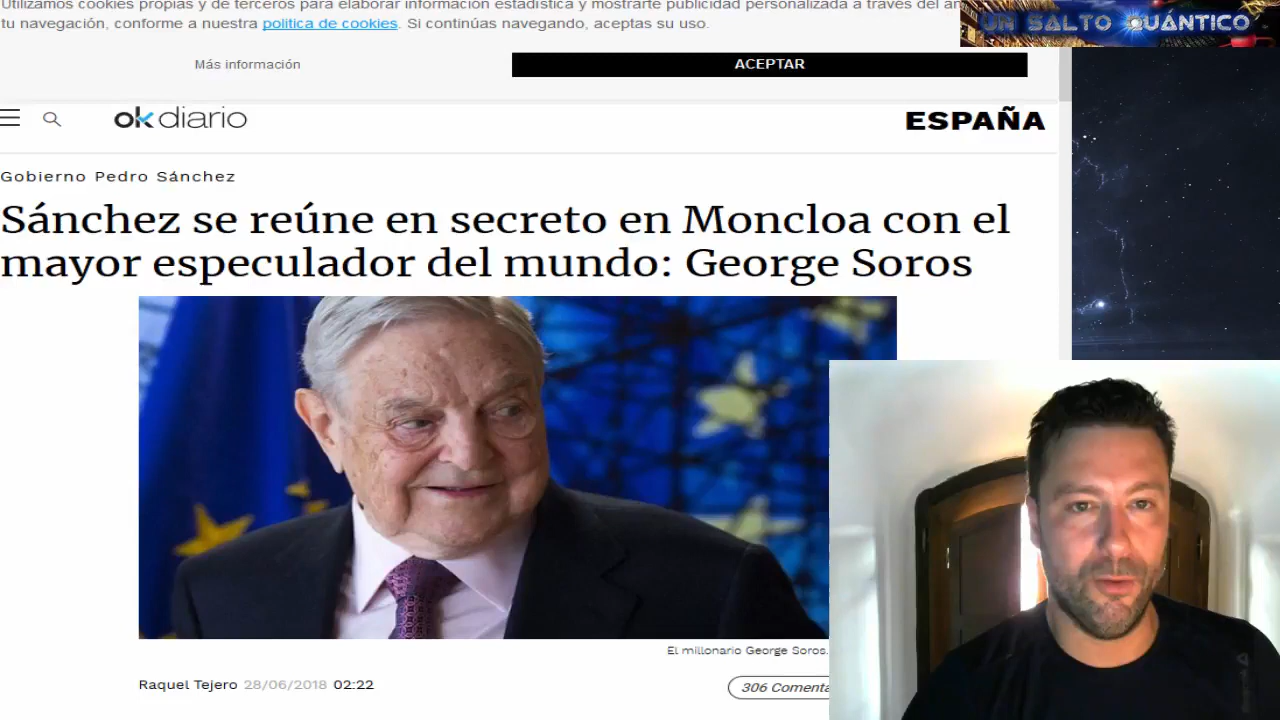 Utilizamos cookies propias y de terceros para elaborar información estadística y mostrarte publicidad personalizada a través del
tu navegación, conforme a nuestra política de cookies. Si continúas navegando, aceptas su uso.
UN SALTO QUÁNTICO
Más información
ACEPTAR
okdiario
ESPAÑA
Gobierno Pedro Sánchez
Sánchez se reúne en secreto en Moncloa con el
mayor especulador del mundo: George Soros
El millonario George Soros.
Raquel Tejero 28/06/2018 02:22
306